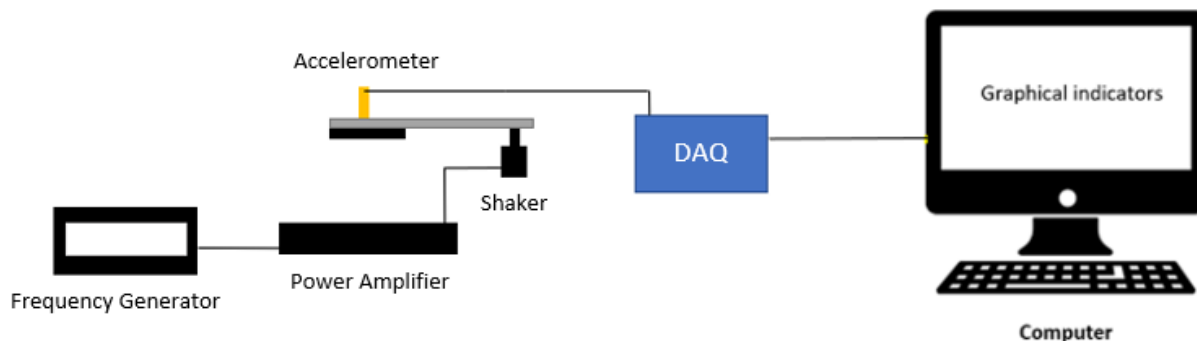 Accelerometer
Graphical indicators
DAQ
Shaker
Power Amplifier
Frequency Generator
Computer